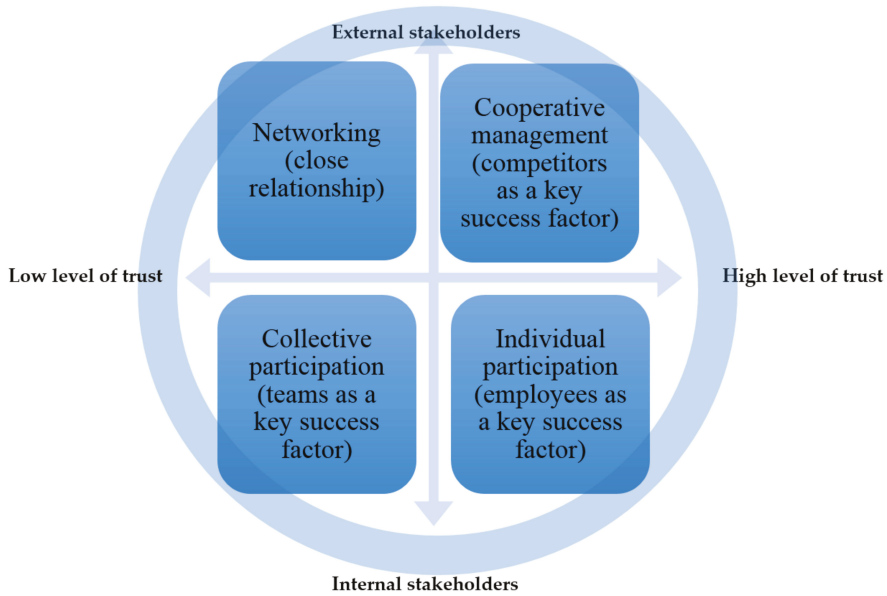 External stakeholders
Networking
(close
relationship)
Cooperative
management
(competitors
as a key
success factor)
Low level of trust
High level of trust
Collective
participation
(teams as a
key success
factor)
Individual
participation
(employees as
a key success
factor)
Internal stakeholders